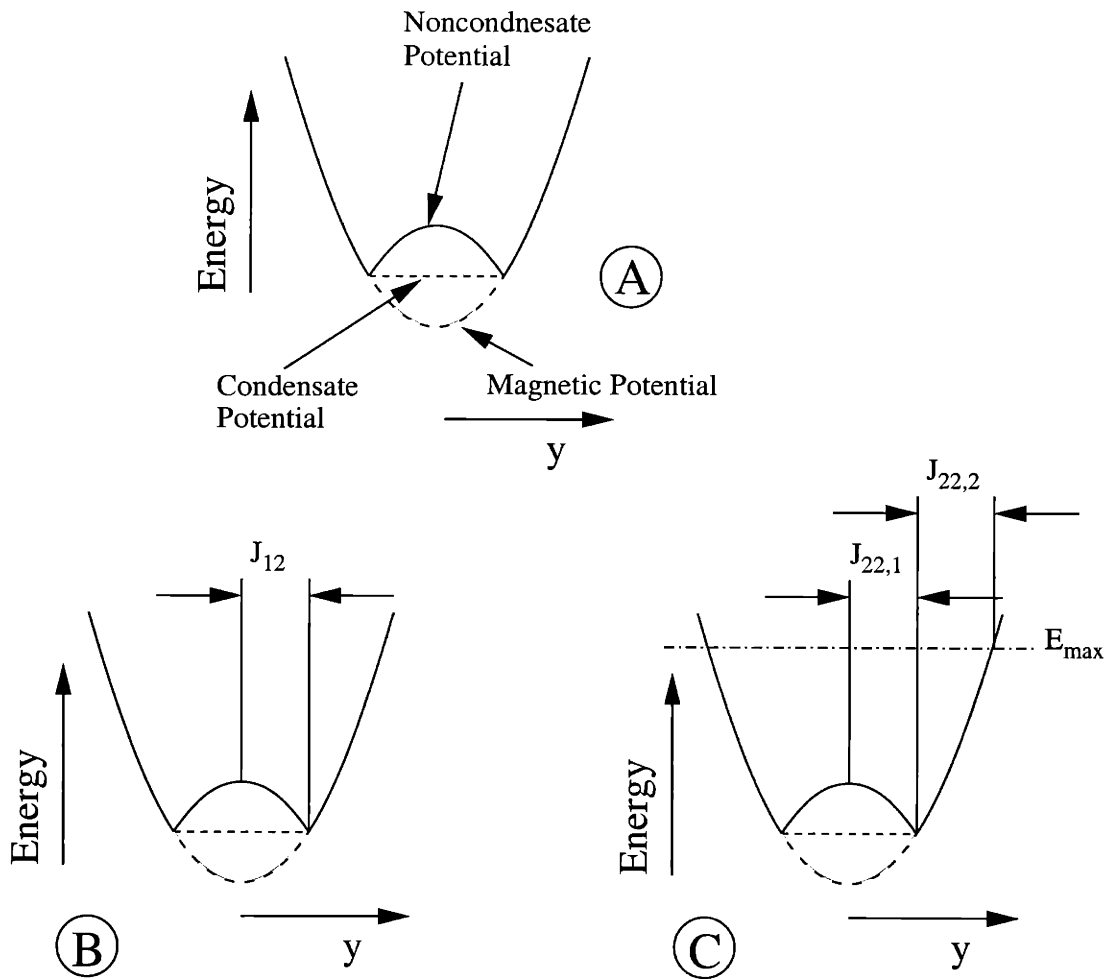 Noncondnesate
Potential
Energy
A
Condensate
Potential
Magnetic Potential
y
J22,2
J12
J22,1
Emax
Energy
Energy
B
y
C
y